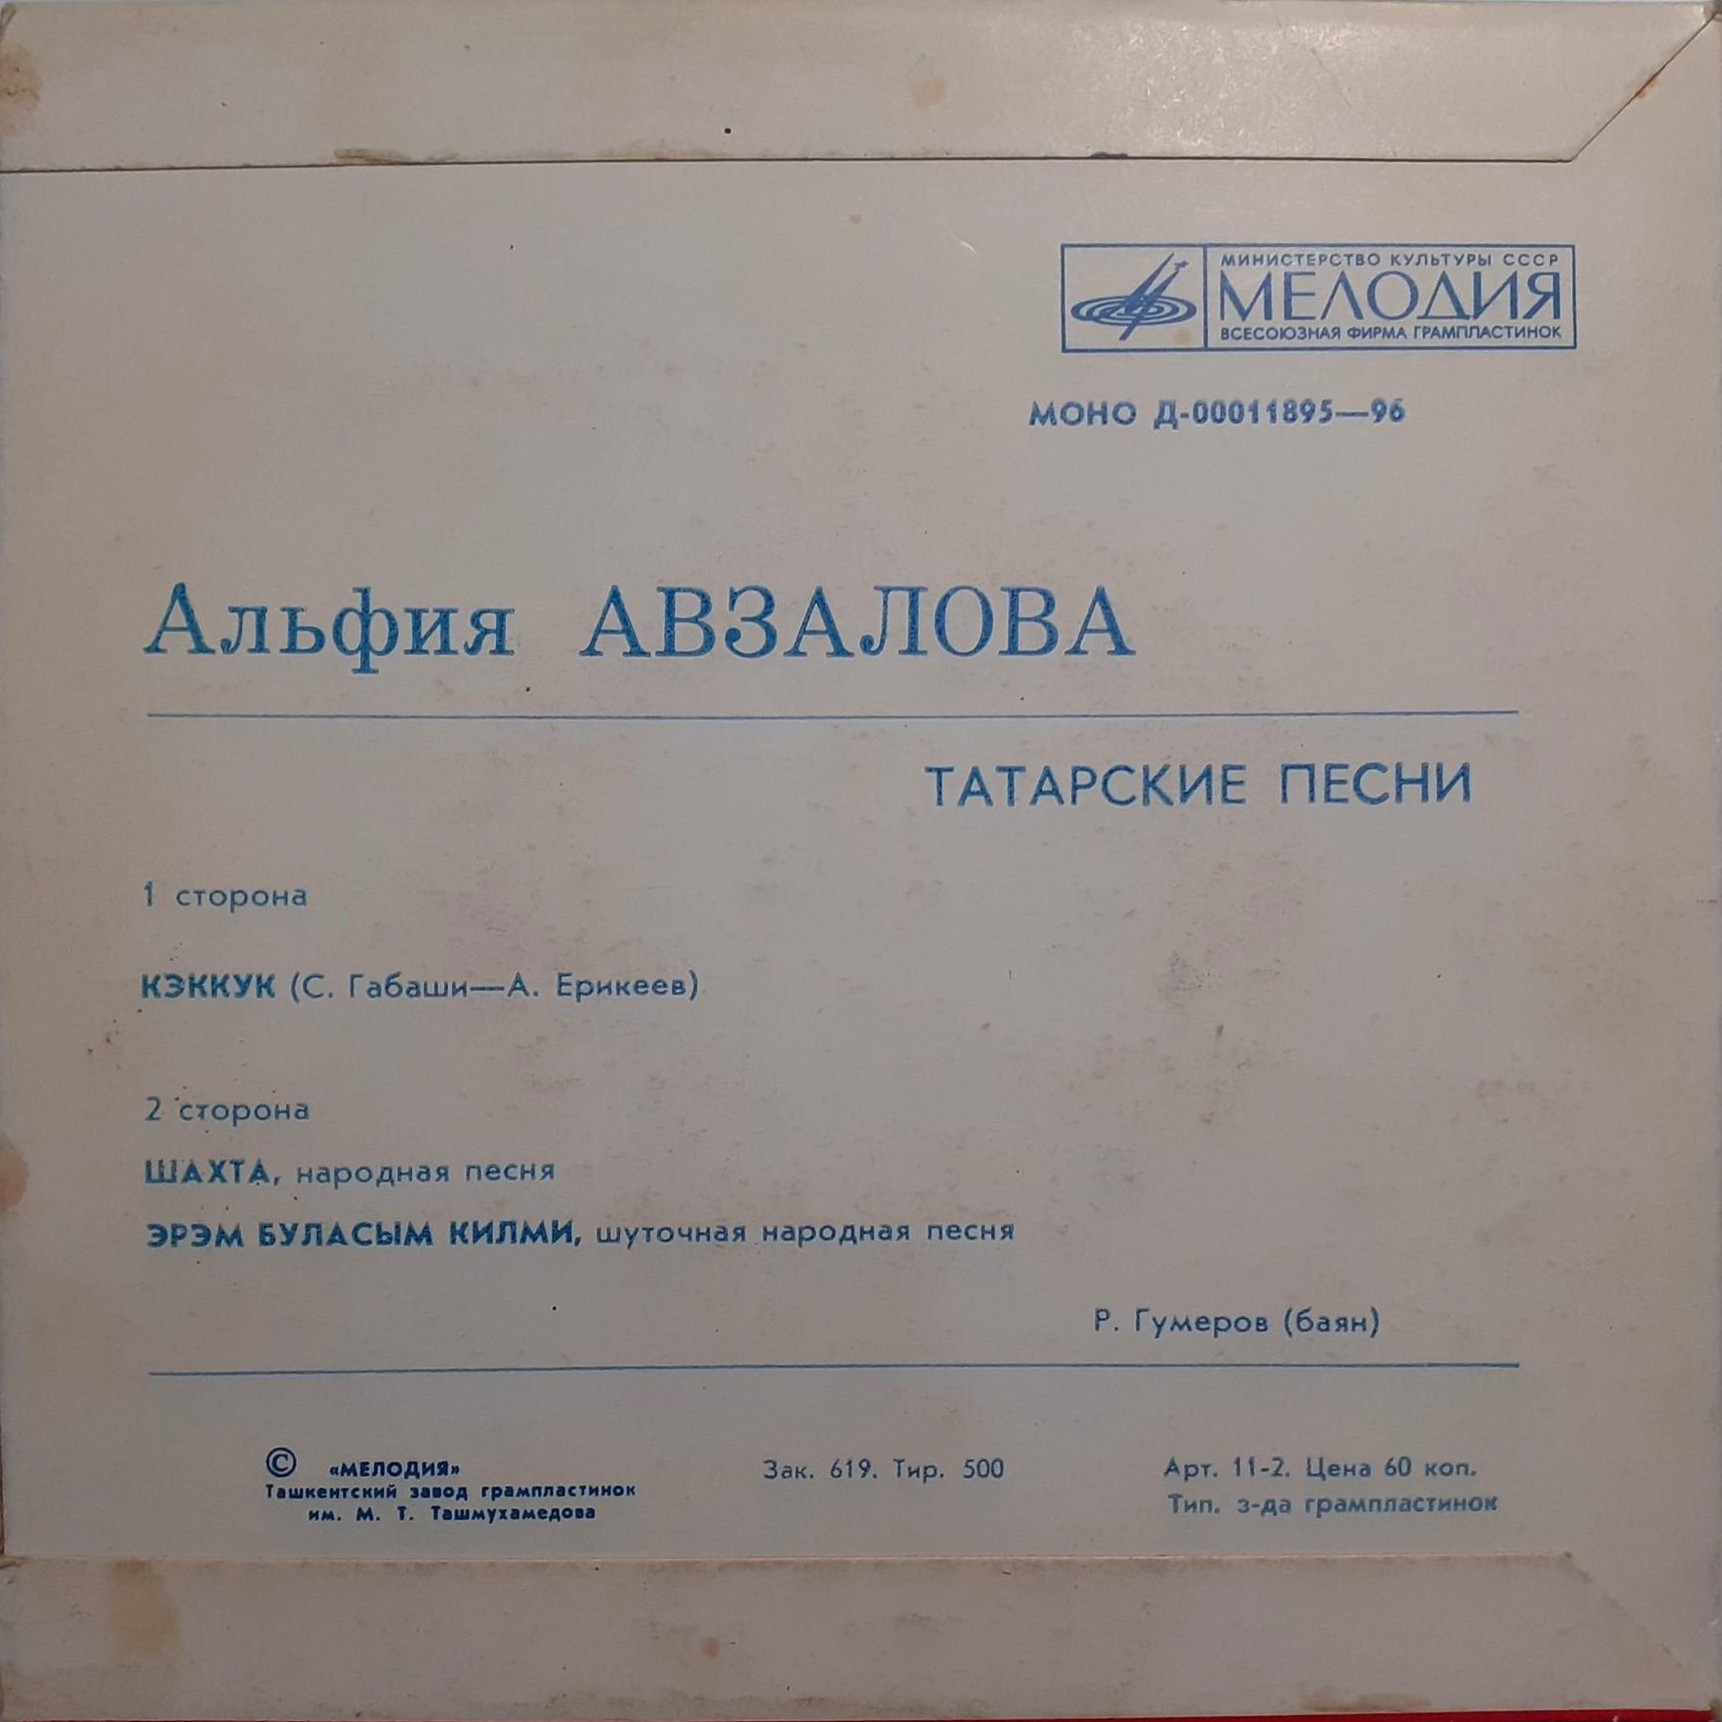 МИНИСТЕРСТВО КУЛЬТУРЫ СССР
МЕЛОДИЯ
ВСЕСОЮЗНАЯ ФИРМА ГРАМПЛАСТИНОК
МОНО Д-00011895—96
Альфия АВЗАЛОВА
ТАТАРСКИЕ ПЕСНИ
1 сторона
КЭККУК (С. Габаши—А. Ерикеев)
2 сторона
ШАХТА, народная песня
ЭРЭМ БУЛАСЫМ КИЛМИ, шуточная народная песня
Р. Гумеров (баян)
© «МЕЛОДИЯ»
Ташкентский завод грампластинок
им. М. Т. Ташмухамедова
Зак. 619. Тир. 500
Арт. 11-2. Цена 60 коп.
Тип. з-да грампластинок